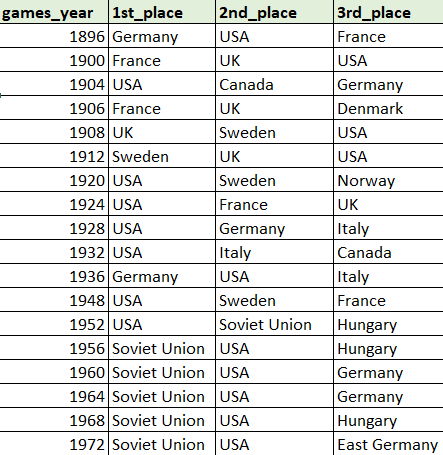 games_year 1st_place 2nd_place 3rd_place
1896 Germany USA France
1900 France UK USA
1904 USA Canada Germany
1906 France UK Denmark
1908 UK Sweden USA
1912 Sweden UK USA
1920 USA Sweden Norway
1924 USA France UK
1928 USA Germany Italy
1932 USA Italy Canada
1936 Germany USA Italy
1948 USA Sweden France
1952 USA Soviet Union Hungary
1956 Soviet Union USA Hungary
1960 Soviet Union USA Germany
1964 Soviet Union USA Germany
1968 Soviet Union USA Hungary
1972 Soviet Union USA East Germany